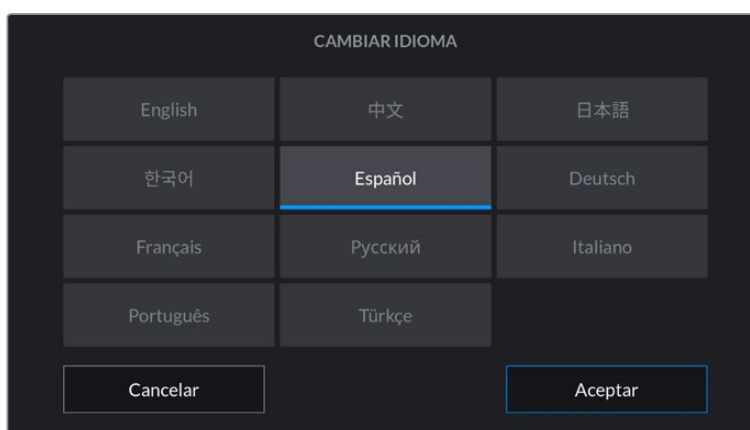 CAMBIAR IDIOMA
English 中文 日本語
한국어 Español Deutsch
Français Русский Italiano
Português Türkçe
Cancelar Aceptar